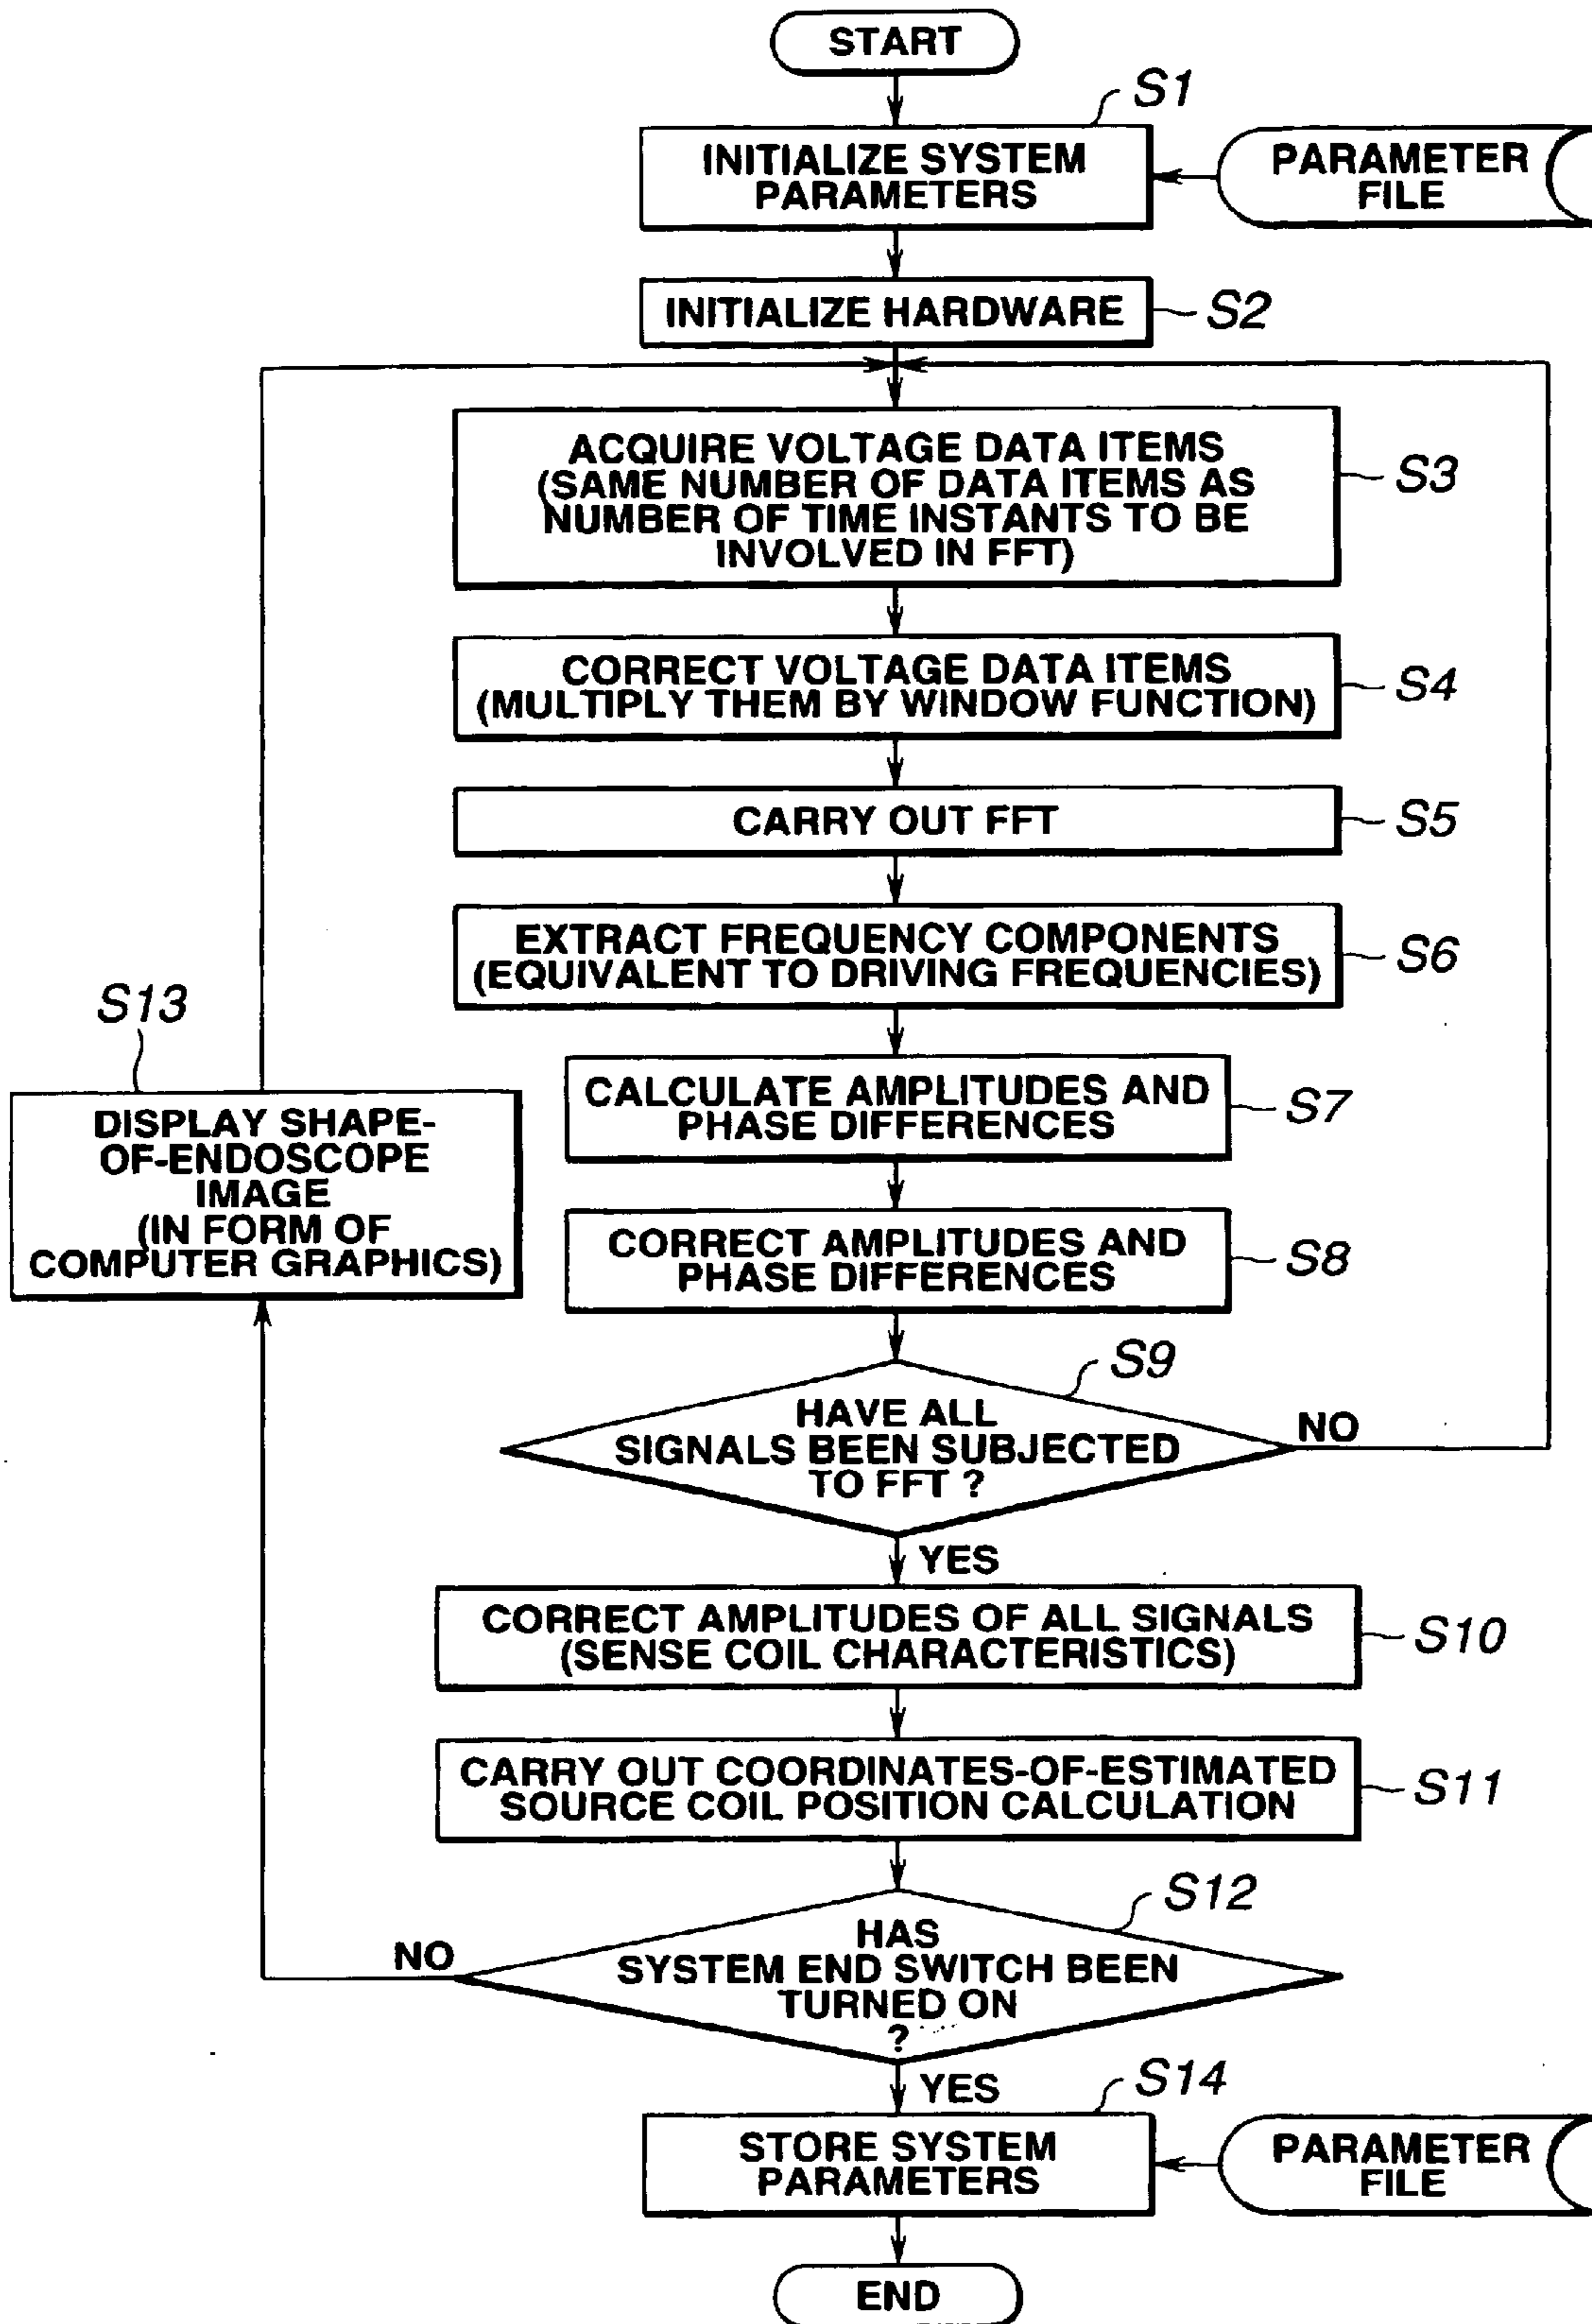 START
S1
INITIALIZE SYSTEM
PARAMETERS
PARAMETER
FILE
INITIALIZE HARDWARE
S2
ACQUIRE VOLTAGE DATA ITEMS
(SAME NUMBER OF DATA ITEMS AS
NUMBER OF TIME INSTANTS TO BE
INVOLVED IN FFT)
S3
CORRECT VOLTAGE DATA ITEMS
(MULTIPLY THEM BY WINDOW FUNCTION)
S4
CARRY OUT FFT
S5
EXTRACT FREQUENCY COMPONENTS
(EQUIVALENT TO DRIVING FREQUENCIES)
S6
S13
DISPLAY SHAPE-
OF-ENDOSCOPE
IMAGE
(IN FORM OF
COMPUTER GRAPHICS)
CALCULATE AMPLITUDES AND
PHASE DIFFERENCES
S7
CORRECT AMPLITUDES AND
PHASE DIFFERENCES
S8
S9
HAVE ALL
SIGNALS BEEN SUBJECTED
TO FFT ?
NO
YES
CORRECT AMPLITUDES OF ALL SIGNALS
(SENSE COIL CHARACTERISTICS)
S10
CARRY OUT COORDINATES-OF-ESTIMATED
SOURCE COIL POSITION CALCULATION
S11
S12
HAS
SYSTEM END SWITCH BEEN
TURNED ON
?
NO
YES
S14
STORE SYSTEM
PARAMETERS
PARAMETER
FILE
END